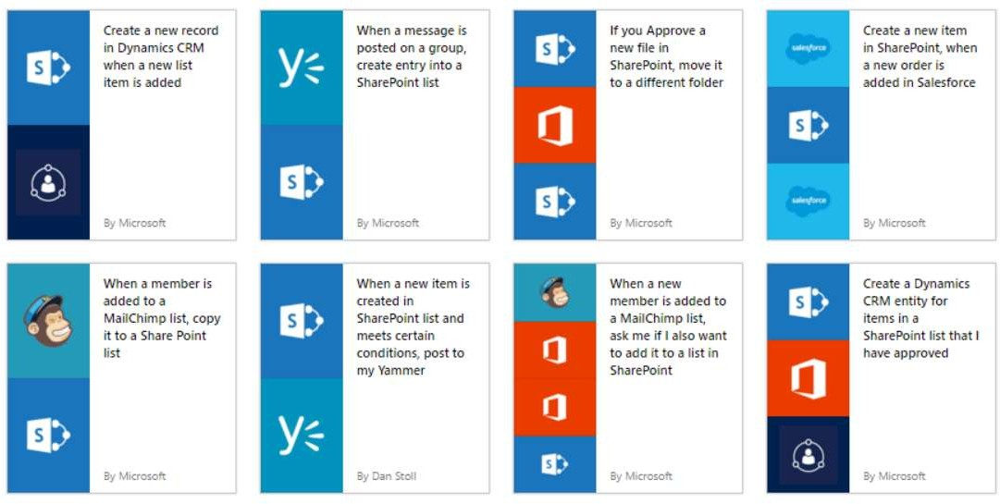 Create a new record
in Dynamics CRM
when a new list
item is added
By Microsoft
When a message is
posted on a group,
create entry into a
SharePoint list
By Microsoft
If you Approve a
new file in
SharePoint, move it
to a different folder
By Microsoft
salesforce
salesforce
Create a new item
in SharePoint, when
a new order is
added in Salesforce
By Microsoft
When a member is
added to a
MailChimp list, copy
it to a Share Point
list
By Microsoft
When a new item is
created in
SharePoint list and
meets certain
conditions, post to
my Yammer
By Dan Stoll
When a new
member is added to
a MailChimp list,
ask me if I also want
to add it to a list in
SharePoint
By Microsoft
Create a Dynamics
CRM entity for
items in a
SharePoint list that I
have approved
By Microsoft